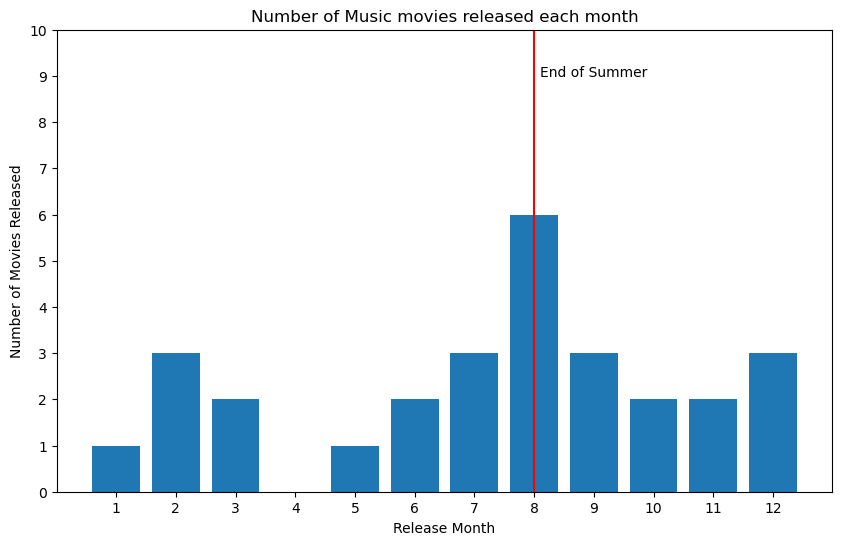 Number of Music movies released each month
10
9
End of Summer
8
7
6
5
4
3
2
1
0
Number of Movies Released
1 2 3 4 5 6 7 8 9 10 11 12
Release Month